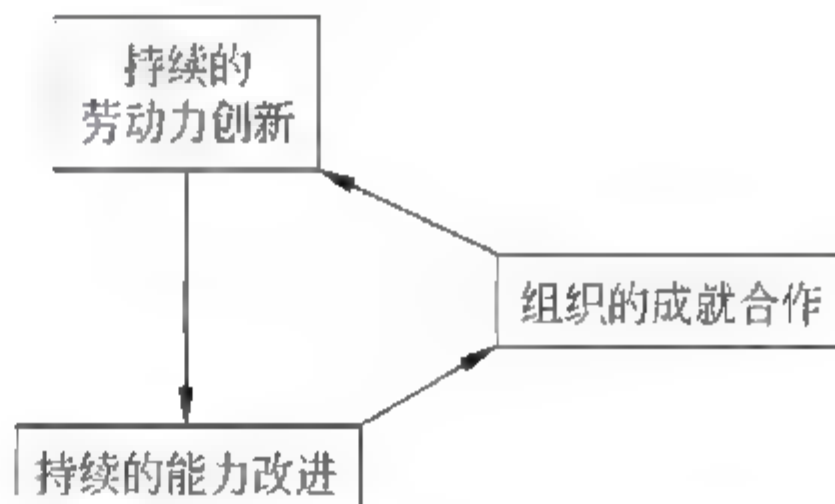 持续的
劳动力创新
组织的成就合作
持续的能力改进